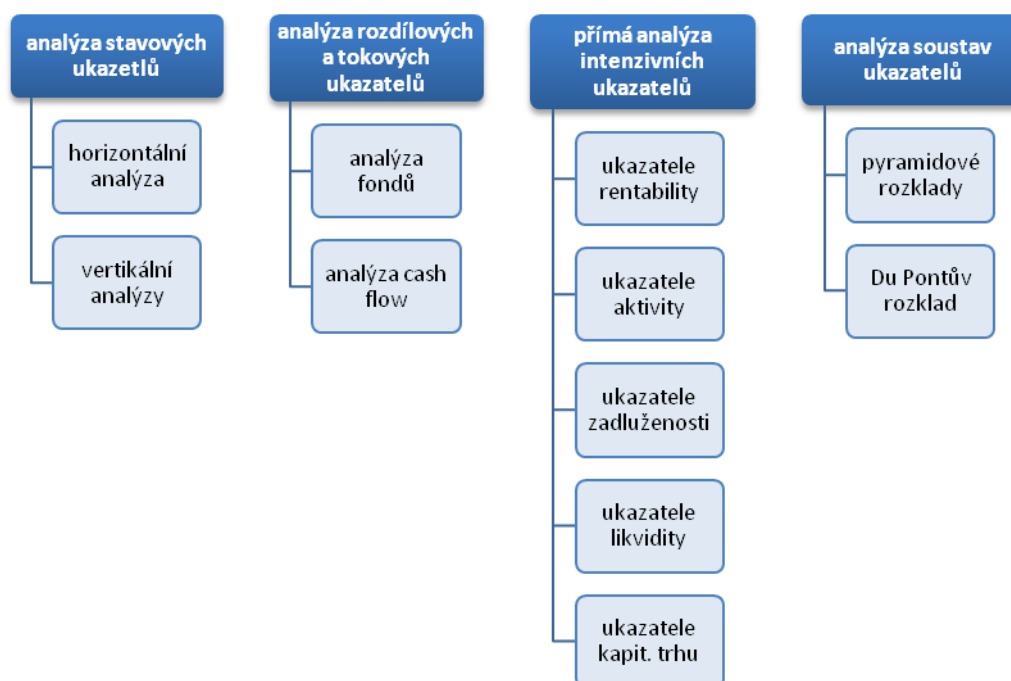 analýza stavových
ukazetlů
horizontální
analýza
vertikální
analýzy
analýza rozdílových
a tokových
ukazatelů
analýza
fondů
analýza cash
flow
přímá analýza
intenzivních
ukazatelů
ukazatele
rentability
ukazatele
aktivity
ukazatele
zadluženosti
ukazatele
likvidity
ukazatele
kapit. trhu
analýza soustav
ukazatelů
pyramidové
rozklady
Du Pontův
rozklad